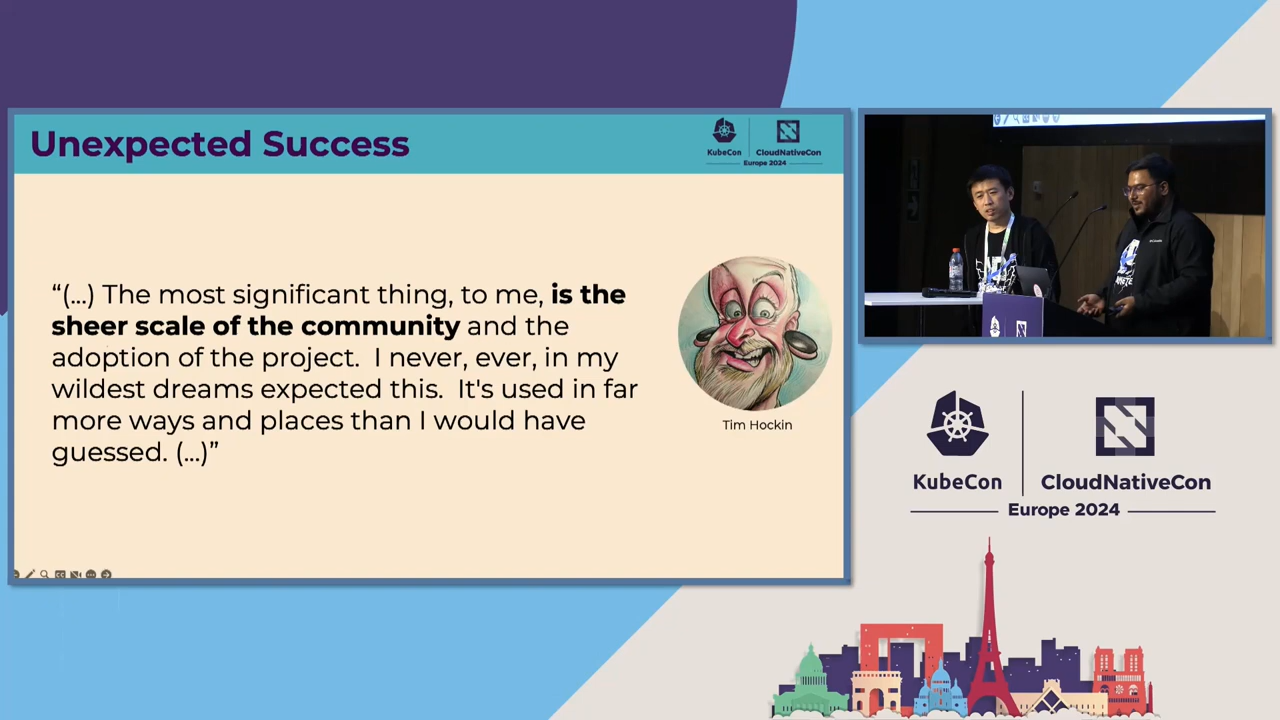 Unexpected Success
KubeCon
CloudNativeCon
Europe 2024
“(...) The most significant thing, to me, is the
sheer scale of the community and the
adoption of the project. I never, ever, in my
wildest dreams expected this. It's used in far
more ways and places than I would have
guessed. (...)”
Tim Hockin
KubeCon
CloudNativeCon
Europe 2024